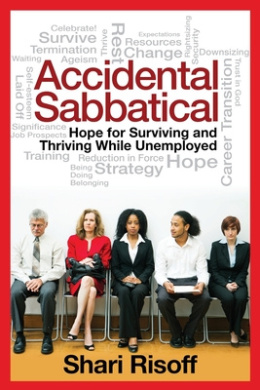 Celebrate!
Survive
Termination
Waiting
Ageism
Thrive
Rest
Expectations
Resources
Change
Rightsizing
Security
Downsizing
Self-esteem
Laid Off
Trust in God
Accidental
Sabbatical
Hope for Surviving and
Thriving While Unemployed
Significance
Job Prospects
Training
Reduction in Force
Being
Doing
Belonging
Strategy
Hope
Career Transition
Shari Risoff